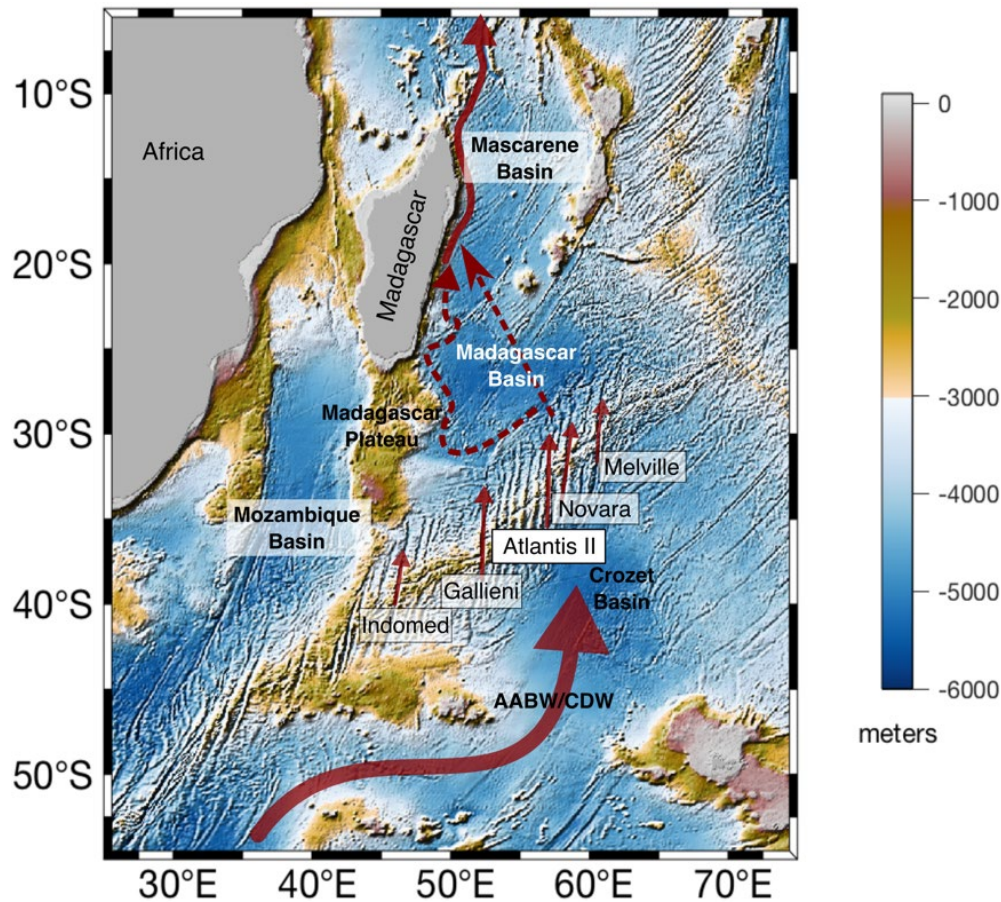 10°S
20°S
30°S
40°S
50°S
30°E
40°E
50°E
60°E
70°E
Africa
Madagascar
Mascarene
Basin
Madagascar
Basin
Madagascar
Plateau
Mozambique
Basin
Melville
Novara
Atlantis II
Gallieni
Indomed
Crozet
Basin
AABW/CDW
0
-1000
-2000
-3000
-4000
-5000
-6000
meters